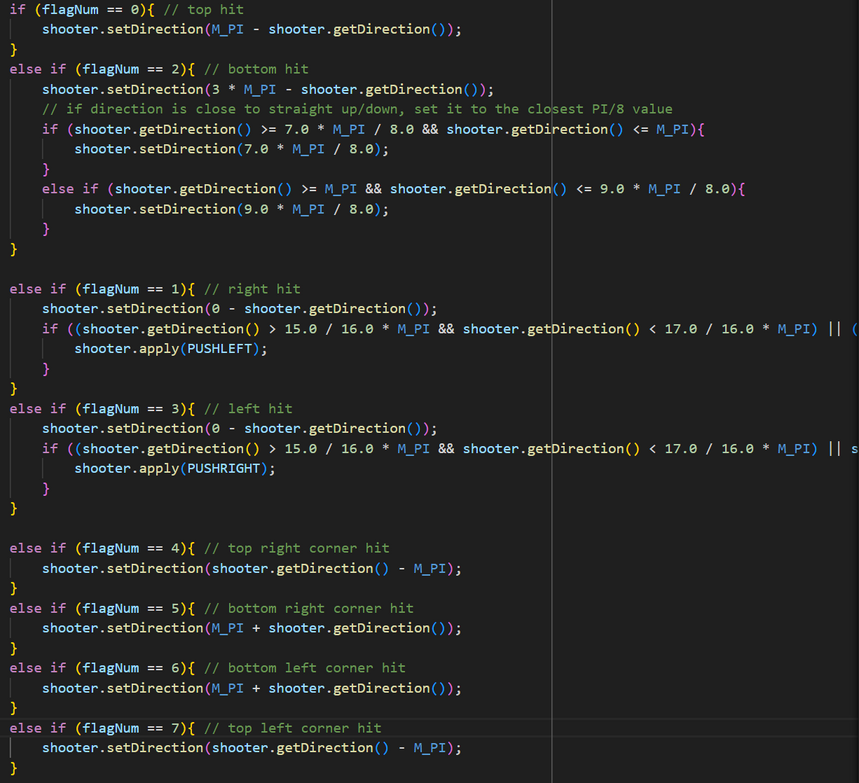 if (flagNum == 0){ // top hit
    shooter.setDirection(M_PI - shooter.getDirection());
}
else if (flagNum == 2){ // bottom hit
    shooter.setDirection(3 * M_PI - shooter.getDirection());
    // if direction is close to straight up/down, set it to the closest PI/8 value
    if (shooter.getDirection() >= 7.0 * M_PI / 8.0 && shooter.getDirection() <= M_PI){
        shooter.setDirection(7.0 * M_PI / 8.0);
    }
    else if (shooter.getDirection() >= M_PI && shooter.getDirection() <= 9.0 * M_PI / 8.0){
        shooter.setDirection(9.0 * M_PI / 8.0);
    }
}
else if (flagNum == 1){ // right hit
    shooter.setDirection(0 - shooter.getDirection());
    if ((shooter.getDirection() > 15.0 / 16.0 * M_PI && shooter.getDirection() < 17.0 / 16.0 * M_PI) || (
        shooter.apply(PUSHLEFT);
    }
}
else if (flagNum == 3){ // left hit
    shooter.setDirection(0 - shooter.getDirection());
    if ((shooter.getDirection() > 15.0 / 16.0 * M_PI && shooter.getDirection() < 17.0 / 16.0 * M_PI) || s
        shooter.apply(PUSHRIGHT);
    }
}
else if (flagNum == 4){ // top right corner hit
    shooter.setDirection(shooter.getDirection() - M_PI);
}
else if (flagNum == 5){ // bottom right corner hit
    shooter.setDirection(M_PI + shooter.getDirection());
}
else if (flagNum == 6){ // bottom left corner hit
    shooter.setDirection(M_PI + shooter.getDirection());
}
else if (flagNum == 7){ // top left corner hit
    shooter.setDirection(shooter.getDirection() - M_PI);
}